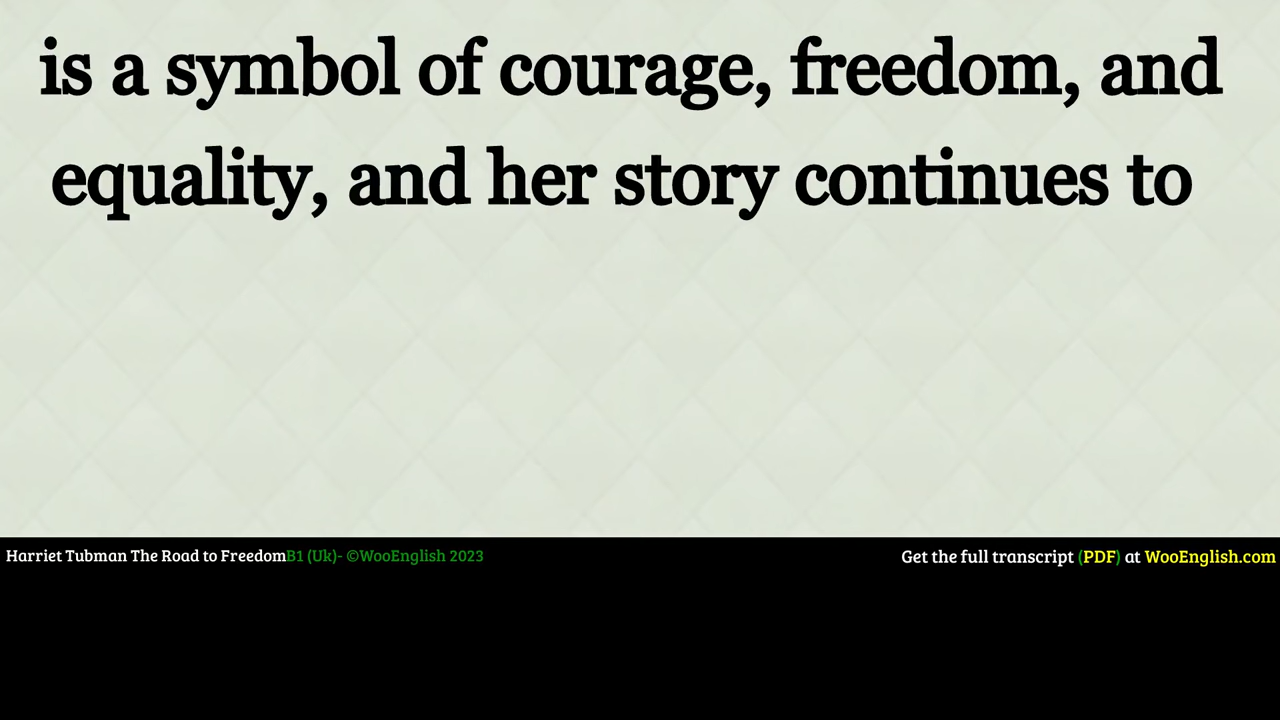 is a symbol of courage, freedom, and
equality, and her story continues to
Harriet Tubman The Road to FreedomB1 (Uk)- ©WooEnglish 2023
Get the full transcript (PDF) at WooEnglish.com